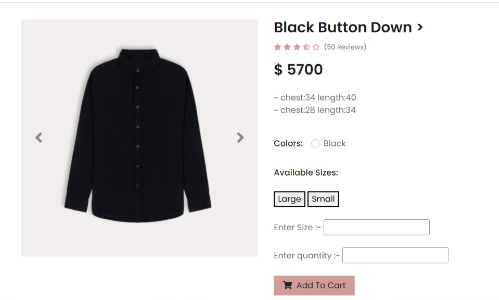 Black Button Down >
(50 Reviews)
$ 5700
~ chest:34 length:40
~ chest:28 length:34
Colors: Black
Available Sizes:
Large Small
Enter Size :-
Enter quantity :-
Add To Cart